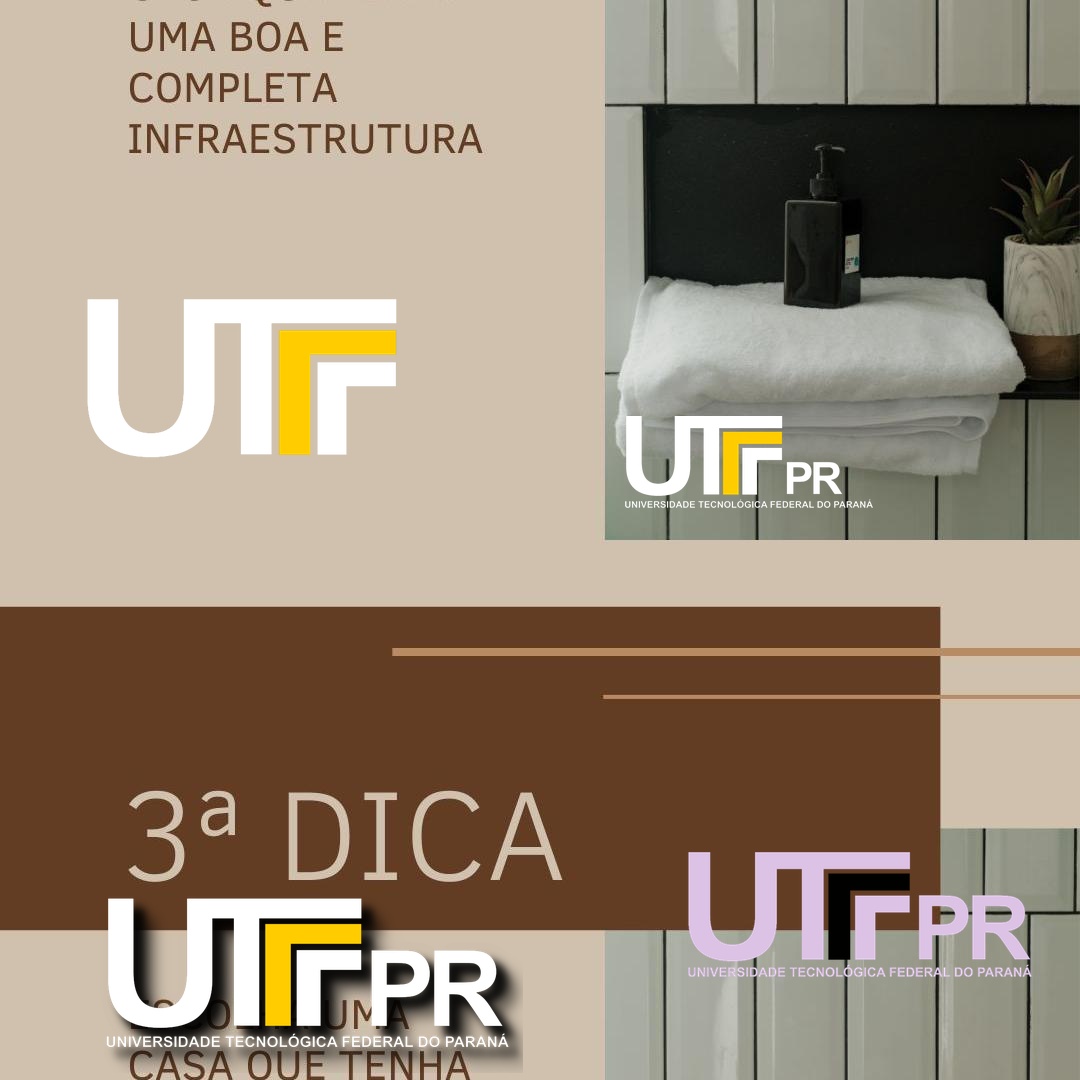 UMA BOA E
COMPLETA
INFRAESTRUTURA
UTF
UTFPR
UNIVERSIDADE TECNOLÓGICA FEDERAL DO PARANÁ
3ª DICA
UTFPR
UNIVERSIDADE TECNOLÓGICA FEDERAL DO PARANÁ
UTFPR
UNIVERSIDADE TECNOLÓGICA FEDERAL DO PARANÁ
UMA
CASA QUE TENHA